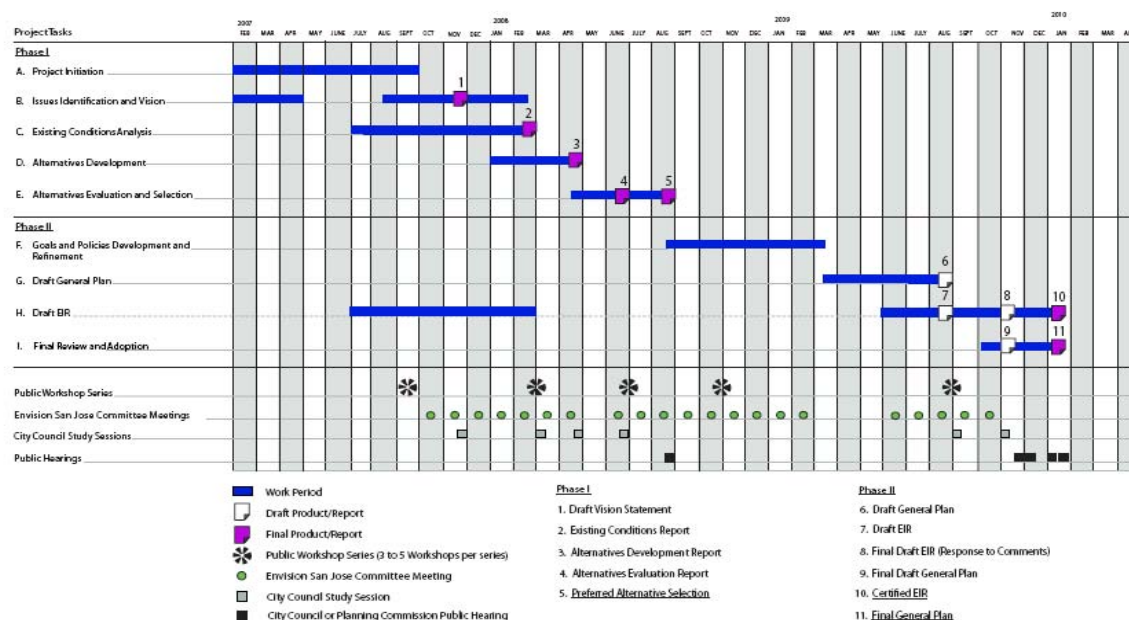 2007 2008 2009 2010
Project Tasks FEB MAR APR MAY JUNE JULY AUG SEPT OCT NOV DEC JAN FEB MAR APR MAY JUNE JULY AUG SEPT OCT NOV DEC JAN FEB MAR APR MAY JUNE JULY AUG SEPT OCT NOV DEC JAN FEB MAR
Phase I
A. Project Initiation
1
B. Issues Identification and Vision
2
C. Existing Conditions Analysis
3
D. Alternatives Development
4 5
E. Alternatives Evaluation and Selection
Phase II
F. Goals and Policies Development and
Refinement
6
G. Draft General Plan
7 8 10
H. Draft EIR
9 11
I. Final Review and Adoption
Public Workshop Series
Envision San Jose Committee Meetings
City Council Study Sessions
Public Hearings
Work Period
Draft Product/Report
Final Product/Report
Public Workshop Series (3 to 5 Workshops per series)
Envision San Jose Committee Meeting
City Council Study Session
City Council or Planning Commission Public Hearing
Phase I
1. Draft Vision Statement
2. Existing Conditions Report
3. Alternatives Development Report
4. Alternatives Evaluation Report
5. Preferred Alternative Selection
Phase II
6. Draft General Plan
7. Draft EIR
8. Final Draft EIR (Response to Comments)
9. Final Draft General Plan
10. Certified EIR
11. Final General Plan